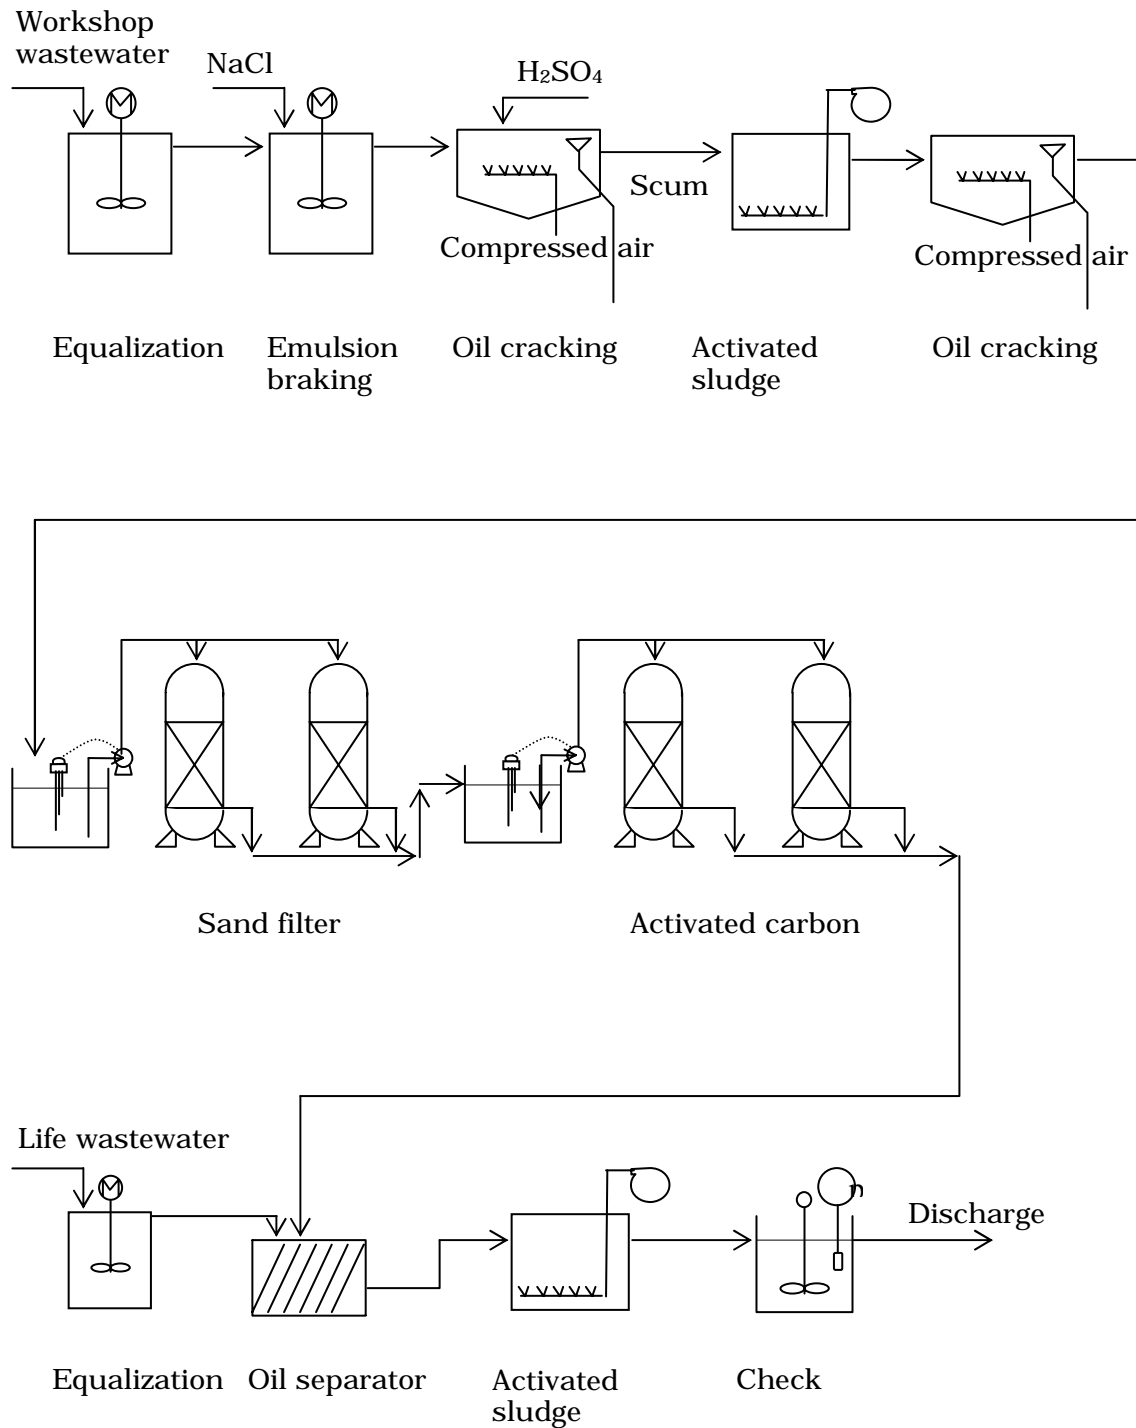 Workshop
wastewater
NaCl
H₂SO₄
M
M
Scum
Compressed air
Compressed air
Equalization
Emulsion
braking
Oil cracking
Activated
sludge
Oil cracking
Sand filter
Activated carbon
Life wastewater
M
Discharge
Equalization
Oil separator
Activated
sludge
Check